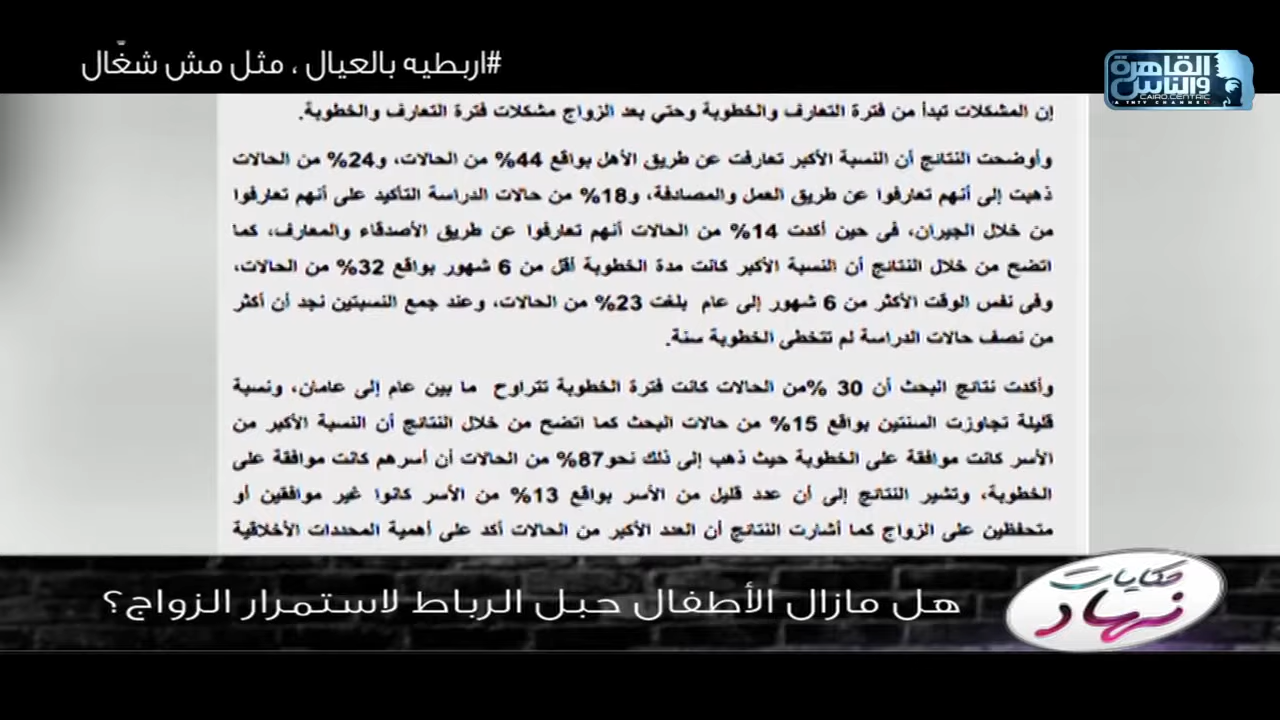 #اربطيه بالعيال ، مثل مش شغّال
القاهرة
والناس
CAIRO CENTRIC
إن المشكلات تبدأ من فترة التعارف والخطوبة وحتي بعد الزواج مشكلات فترة التعارف والخطوبة.
وأوضحت النتائج أن النسبة الأكبر تعارفت عن طريق الأهل بواقع 44% من الحالات، و24% من الحالات
ذهبت إلى أنهم تعارفوا عن طريق العمل والمصادفة، و18% من حالات الدراسة التأكيد على أنهم تعارفوا
من خلال الجيران، فى حين أكدت 14% من الحالات أنهم تعارفوا عن طريق الأصدقاء والمعارف، كما
اتضح من خلال النتائج أن النسبة الأكبر كانت مدة الخطوبة أقل من 6 شهور بواقع 32% من الحالات،
وفى نفس الوقت الأكثر من 6 شهور إلى عام بلغت 23% من الحالات، وعند جمع النسبتين نجد أن أكثر
من نصف حالات الدراسة لم تتخطى الخطوبة سنة.
وأكدت نتائج البحث أن 30 %من الحالات كانت فترة الخطوبة تتراوح ما بين عام إلى عامان، ونسبة
قليلة تجاوزت السنتين بواقع 15% من حالات البحث كما اتضح من خلال النتائج أن النسبة الأكبر من
الأسر كانت موافقة على الخطوبة حيث ذهب إلى ذلك نحو87% من الحالات أن أسرهم كانت موافقة على
الخطوبة، وتشير النتائج إلى أن عدد قليل من الأسر بواقع 13% من الأسر كانوا غير موافقين أو
متحفظين على الزواج كما أشارت النتائج أن العدد الأكبر من الحالات أكد على أهمية المحددات الأخلاقية
هل مازال الأطفال حبل الرباط لاستمرار الزواج؟
حكايات
نهاد